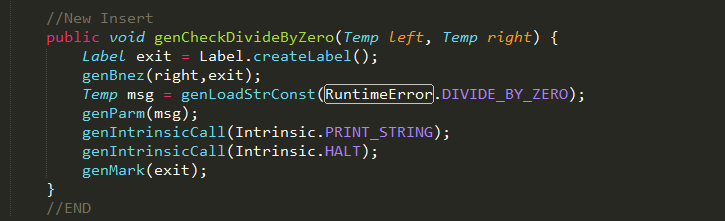 //New Insert
public void genCheckDivideByZero(Temp left, Temp right) {
Label exit = Label.createLabel();
genBnez(right,exit);
Temp msg = genLoadStrConst(RuntimeError.DIVIDE_BY_ZERO);
genParm(msg);
genIntrinsicCall(Intrinsic.PRINT_STRING);
genIntrinsicCall(Intrinsic.HALT);
genMark(exit);
}
//END